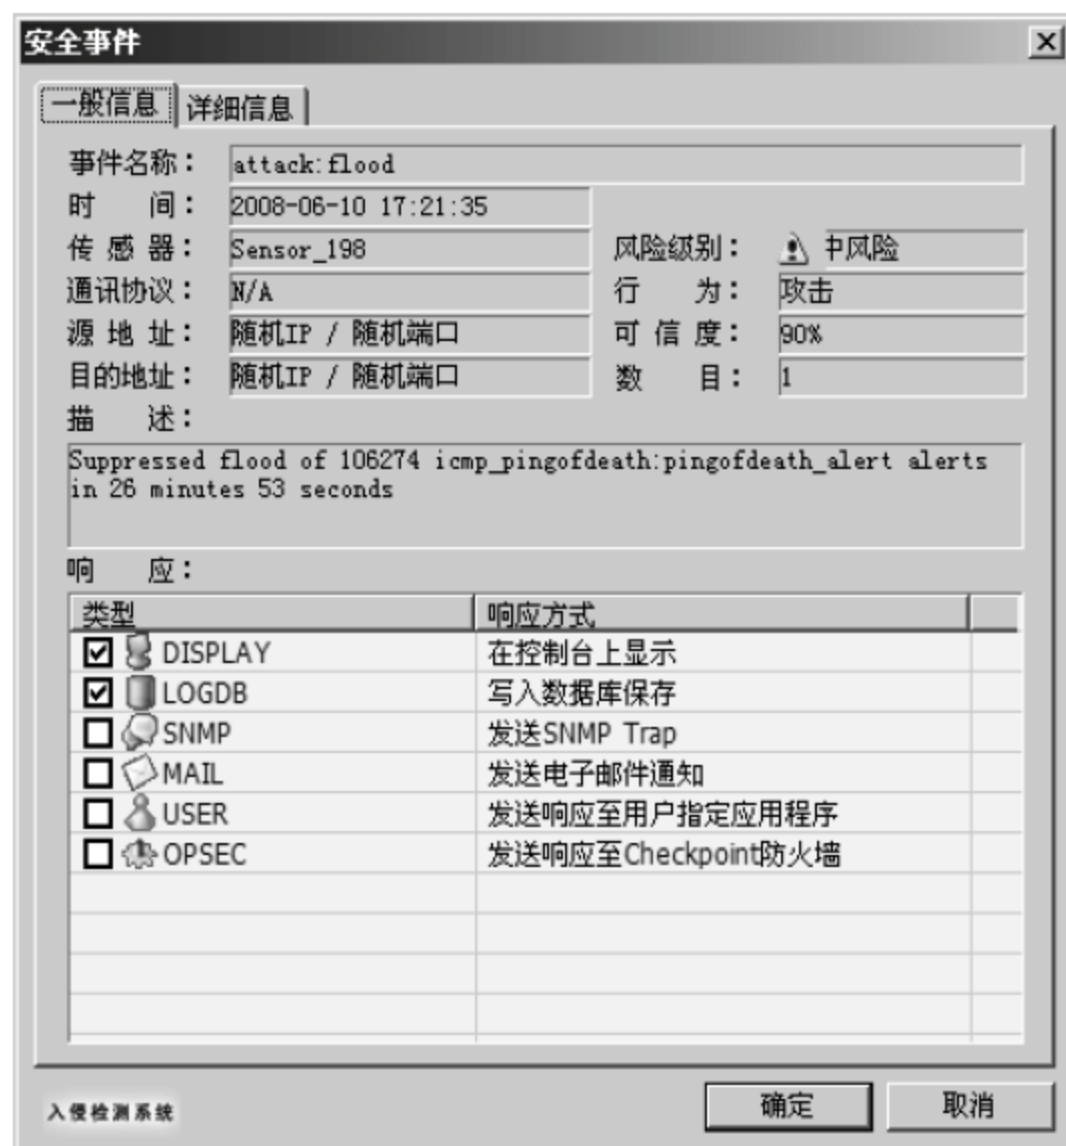 安全事件
一般信息 详细信息
事件名称： attack:flood
时 间： 2008-06-10 17:21:35
传 感 器： Sensor_198 风险级别： 中风险
通讯协议： N/A 行 为： 攻击
源 地 址： 随机IP / 随机端口 可 信 度： 90%
目的地址： 随机IP / 随机端口 数 目： 1
描 述：
Suppressed flood of 106274 icmp_pingofdeath:pingofdeath_alert alerts
in 26 minutes 53 seconds
响 应：
类型 响应方式
DISPLAY 在控制台上显示
LOGDB 写入数据库保存
SNMP 发送SNMP Trap
MAIL 发送电子邮件通知
USER 发送响应至用户指定应用程序
OPSEC 发送响应至Checkpoint防火墙
入侵检测系统 确定 取消